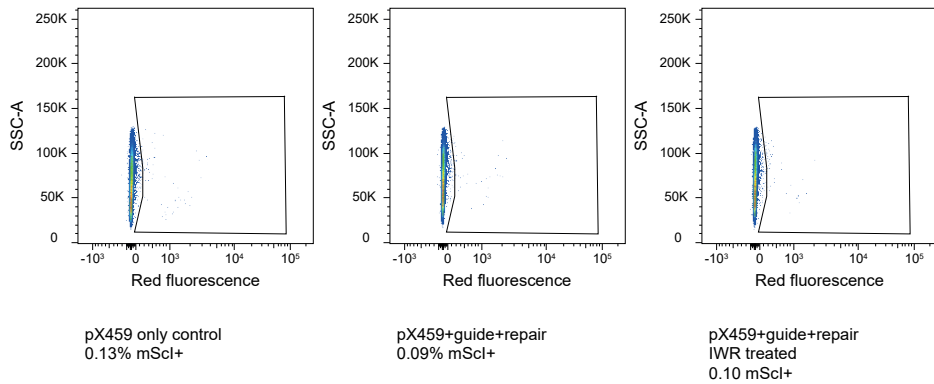 250K
200K
150K
100K
50K
0
SSC-A
-10³ 0 10³ 10⁴ 10⁵
Red fluorescence
pX459 only control
0.13% mScI+
250K
200K
150K
100K
50K
0
SSC-A
-10³ 0 10³ 10⁴ 10⁵
Red fluorescence
pX459+guide+repair
0.09% mScI+
250K
200K
150K
100K
50K
0
SSC-A
-10³ 0 10³ 10⁴ 10⁵
Red fluorescence
pX459+guide+repair
IWR treated
0.10 mScI+